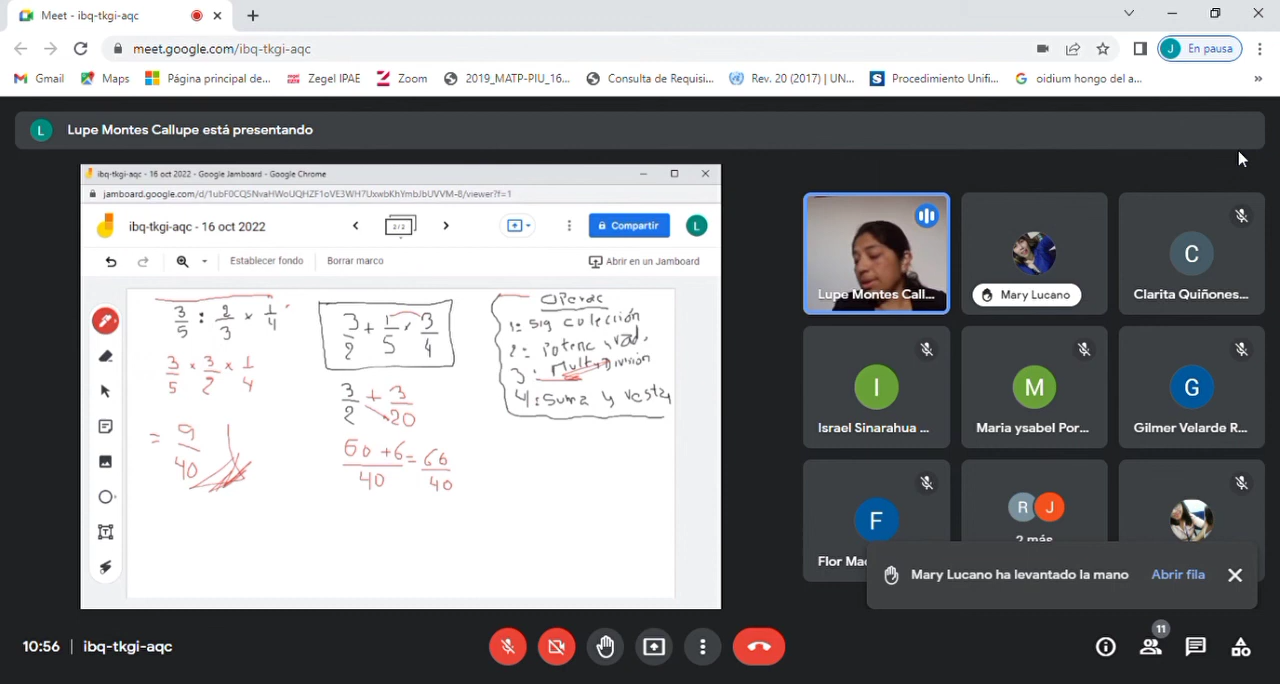 Meet - ibq-tkgi-aqc
meet.google.com/ibq-tkgi-aqc
J En pausa
Gmail Maps Página principal de... Zegel IPAE Zoom 2019_MATP-PIU_16... Consulta de Requisi... Rev. 20 (2017) | UN... Procedimiento Unifi... oidium hongo del a... »
L Lupe Montes Callupe está presentando
ibq-tkgi-aqc - 16 oct 2022 - Google Jamboard - Google Chrome
jamboard.google.com/d/1ubF0CQ5NvaHWoUQHZF1oVE3WH7UxwbKhYmbJbUVVM-8/viewer?f=1
ibq-tkgi-aqc - 16 oct 2022
2/2
Compartir
L
Establecer fondo Borrar marco Abrir en un Jamboard
3/5 : 2/3 × 1/4
3/5 × 3/2 × 1/4
= 9/40
3/2 + 1/5 × 3/4
3/2 + 3/20
60 + 6/40 = 66/40
Operac
1: sig colección
2: Potenc y rad.
3: Mult y División
4: Suma y resta
Lupe Montes Call...
Mary Lucano
C
Clarita Quiñones...
I
Israel Sinarahua ...
M
Maria ysabel Por...
G
Gilmer Velarde R...
F
Flor Mac
R J
2 más
Mary Lucano ha levantado la mano Abrir fila
10:56 | ibq-tkgi-aqc
11